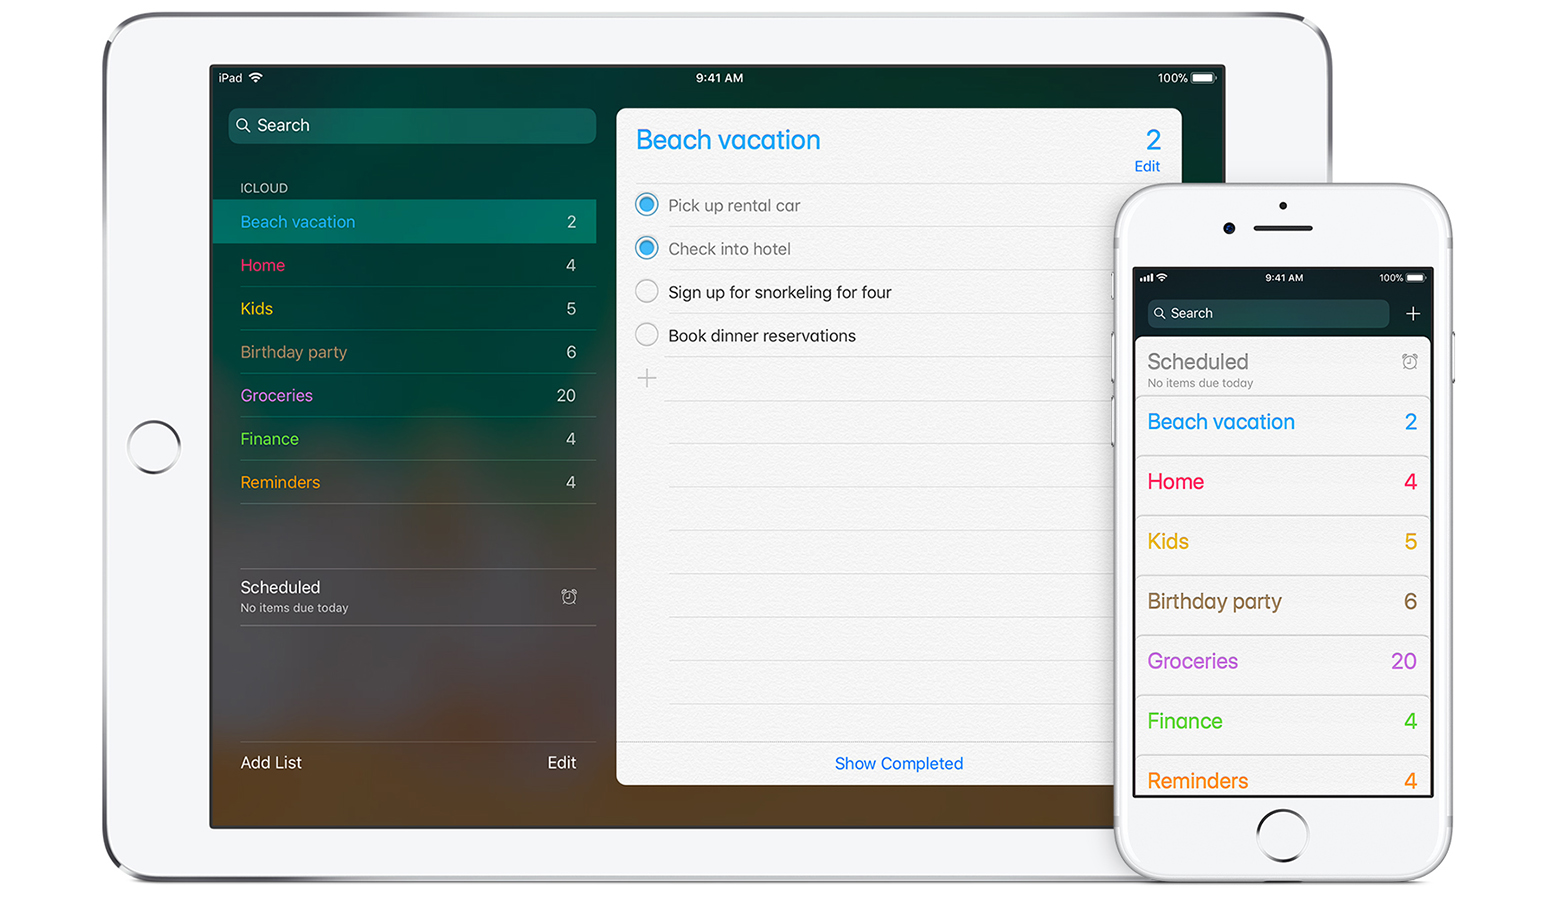 iPad 9:41 AM 100%
Search
ICLOUD
Beach vacation 2
Home 4
Kids 5
Birthday party 6
Groceries 20
Finance 4
Reminders 4
Scheduled
No items due today
Add List Edit
Beach vacation 2
Edit
Pick up rental car
Check into hotel
Sign up for snorkeling for four
Book dinner reservations
Show Completed
9:41 AM 100%
Search
Scheduled
No items due today
Beach vacation 2
Home 4
Kids 5
Birthday party 6
Groceries 20
Finance 4
Reminders 4